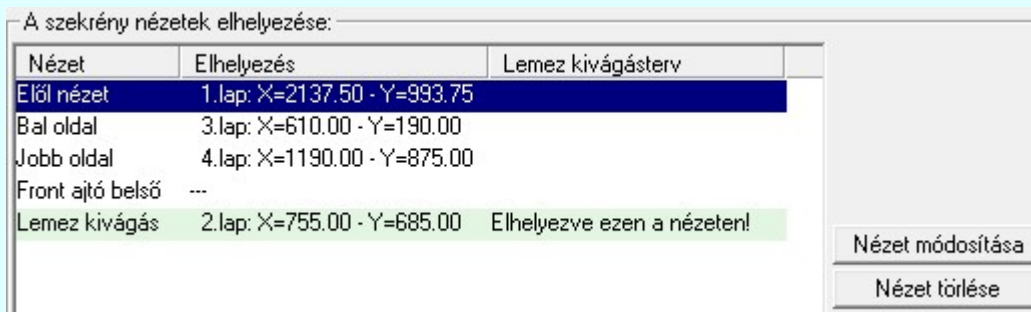 A szekrény nézetek elhelyezése:
Nézet Elhelyezés Lemez kivágásterv
Elől nézet 1.lap: X=2137.50 - Y=993.75
Bal oldal 3.lap: X=610.00 - Y=190.00
Jobb oldal 4.lap: X=1190.00 - Y=875.00
Front ajtó belső ---
Lemez kivágás 2.lap: X=755.00 - Y=685.00 Elhelyezve ezen a nézeten!
Nézet módosítása
Nézet törlése